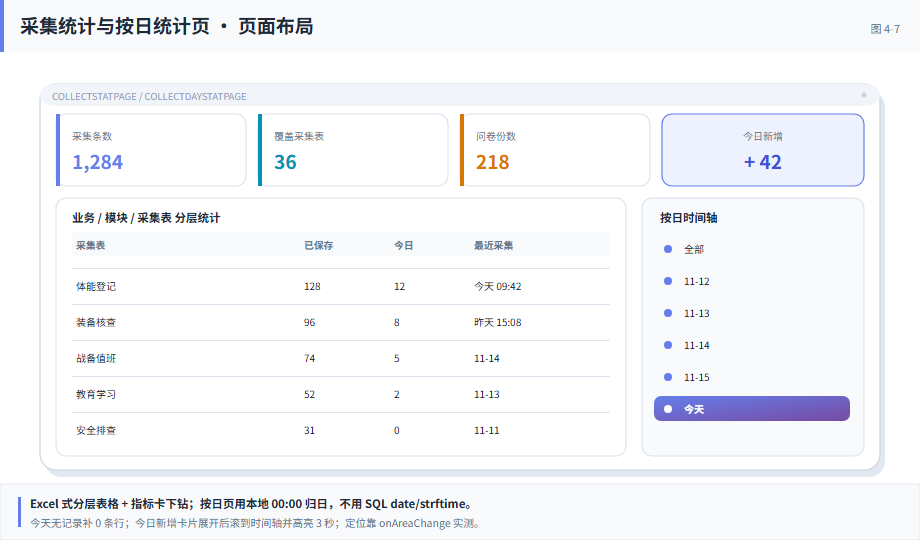 采集统计与按日统计页 · 页面布局
图 4-7
COLLECTSTATPAGE / COLLECTDAYSTATPAGE
采集条数
1,284
覆盖采集表
36
问卷份数
218
今日新增
+ 42
业务 / 模块 / 采集表 分层统计
采集表 已保存 今日 最近采集
体能登记 128 12 今天 09:42
装备核查 96 8 昨天 15:08
战备值班 74 5 11-14
教育学习 52 2 11-13
安全排查 31 0 11-11
按日时间轴
全部
11-12
11-13
11-14
11-15
今天
Excel 式分层表格 + 指标卡下钻；按日页用本地 00:00 归日，不用 SQL date/strftime。
今天无记录补 0 条行；今日新增卡片展开后滚到时间轴并高亮 3 秒；定位靠 onAreaChange 实测。